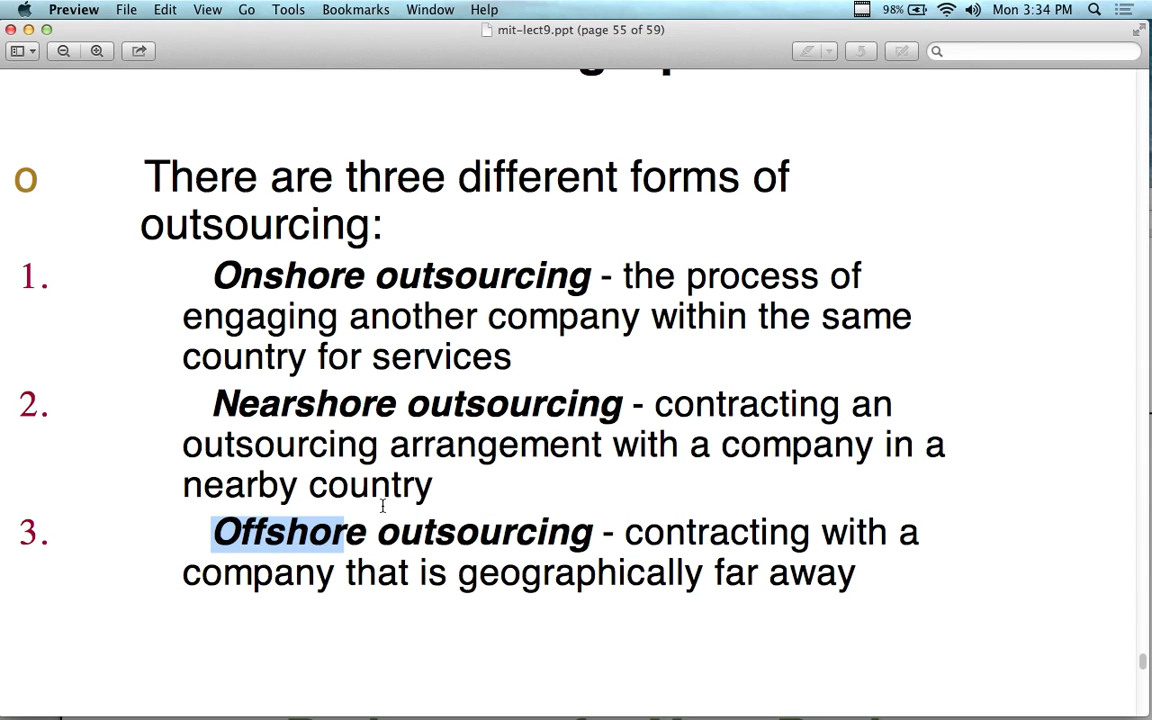 Preview File Edit View Go Tools Bookmarks Window Help 98% Mon 3:34 PM
mit-lect9.ppt (page 55 of 59)
5
o There are three different forms of
outsourcing:
1. Onshore outsourcing - the process of
engaging another company within the same
country for services
2. Nearshore outsourcing - contracting an
outsourcing arrangement with a company in a
nearby country
3. Offshore outsourcing - contracting with a
company that is geographically far away